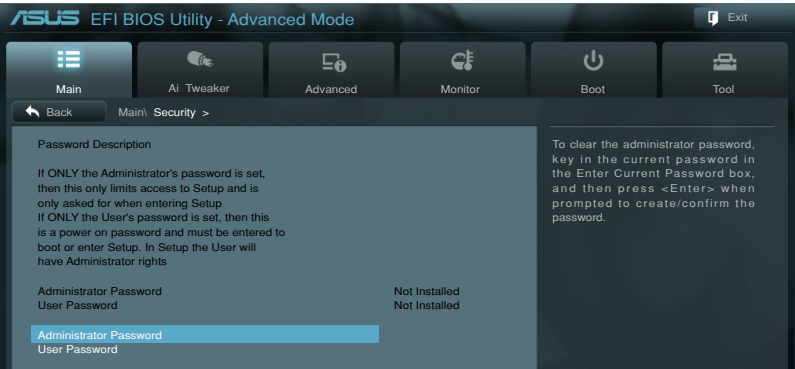 ASUS EFI BIOS Utility - Advanced Mode
Exit
Main
Ai Tweaker
Advanced
Monitor
Boot
Tool
Back
Main\ Security >
Password Description
If ONLY the Administrator's password is set,
then this only limits access to Setup and is
only asked for when entering Setup
If ONLY the User's password is set, then this
is a power on password and must be entered to
boot or enter Setup. In Setup the User will
have Administrator rights
Administrator Password Not Installed
User Password Not Installed
Administrator Password
User Password
To clear the administrator password,
key in the current password in
the Enter Current Password box,
and then press <Enter> when
prompted to create/confirm the
password.